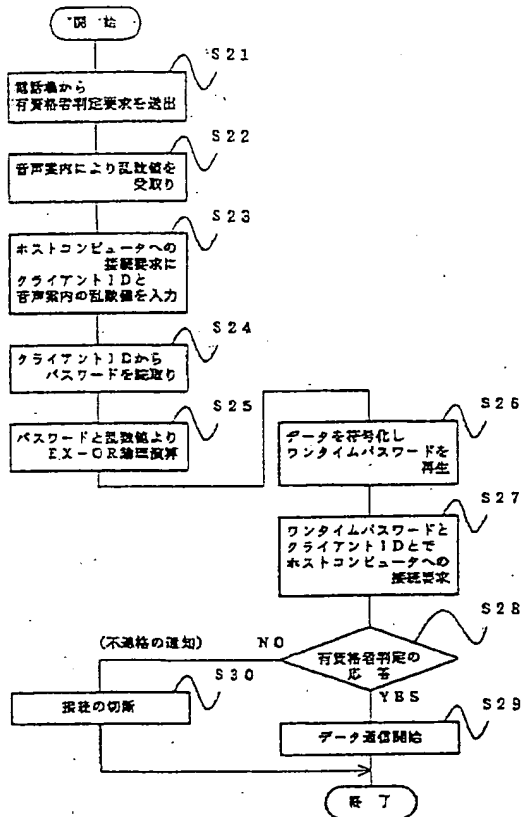 開始
S21
電話機から
有資格者判定要求を送出
S22
音声案内により乱数値を
受取り
S23
ホストコンピュータへの
接続要求に
クライアントIDと
音声案内の乱数値を入力
S24
クライアントIDから
パスワードを読取り
S25
パスワードと乱数値より
EX-OR論理演算
S26
データを符号化し
ワンタイムパスワードを
再生
S27
ワンタイムパスワードと
クライアントIDとで
ホストコンピュータへの
接続要求
S28
有資格者判定の
応答
(不適格の通知) NO
YES
S30
接続の切断
S29
データ通信開始
終了